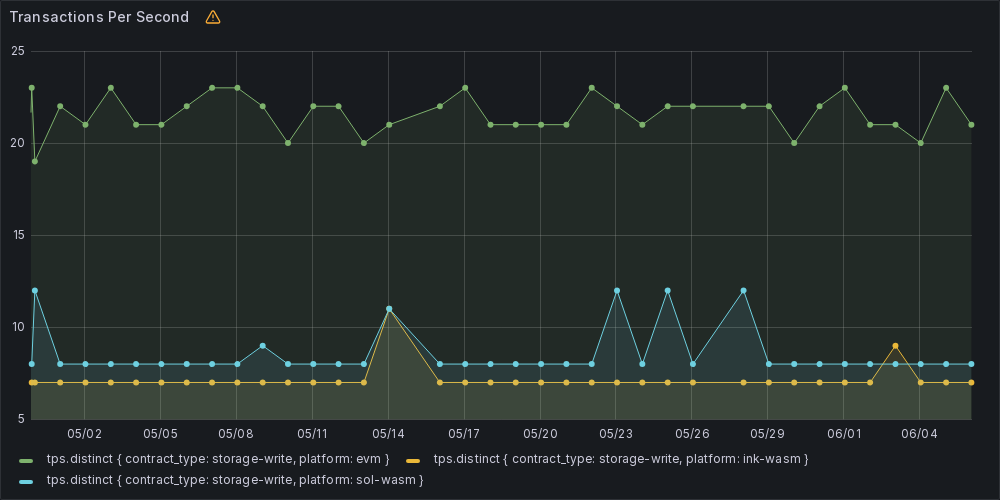 Transactions Per Second
25
20
15
10
5
05/02 05/05 05/08 05/11 05/14 05/17 05/20 05/23 05/26 05/29 06/01 06/04
tps.distinct { contract_type: storage-write, platform: evm } tps.distinct { contract_type: storage-write, platform: ink-wasm }
tps.distinct { contract_type: storage-write, platform: sol-wasm }